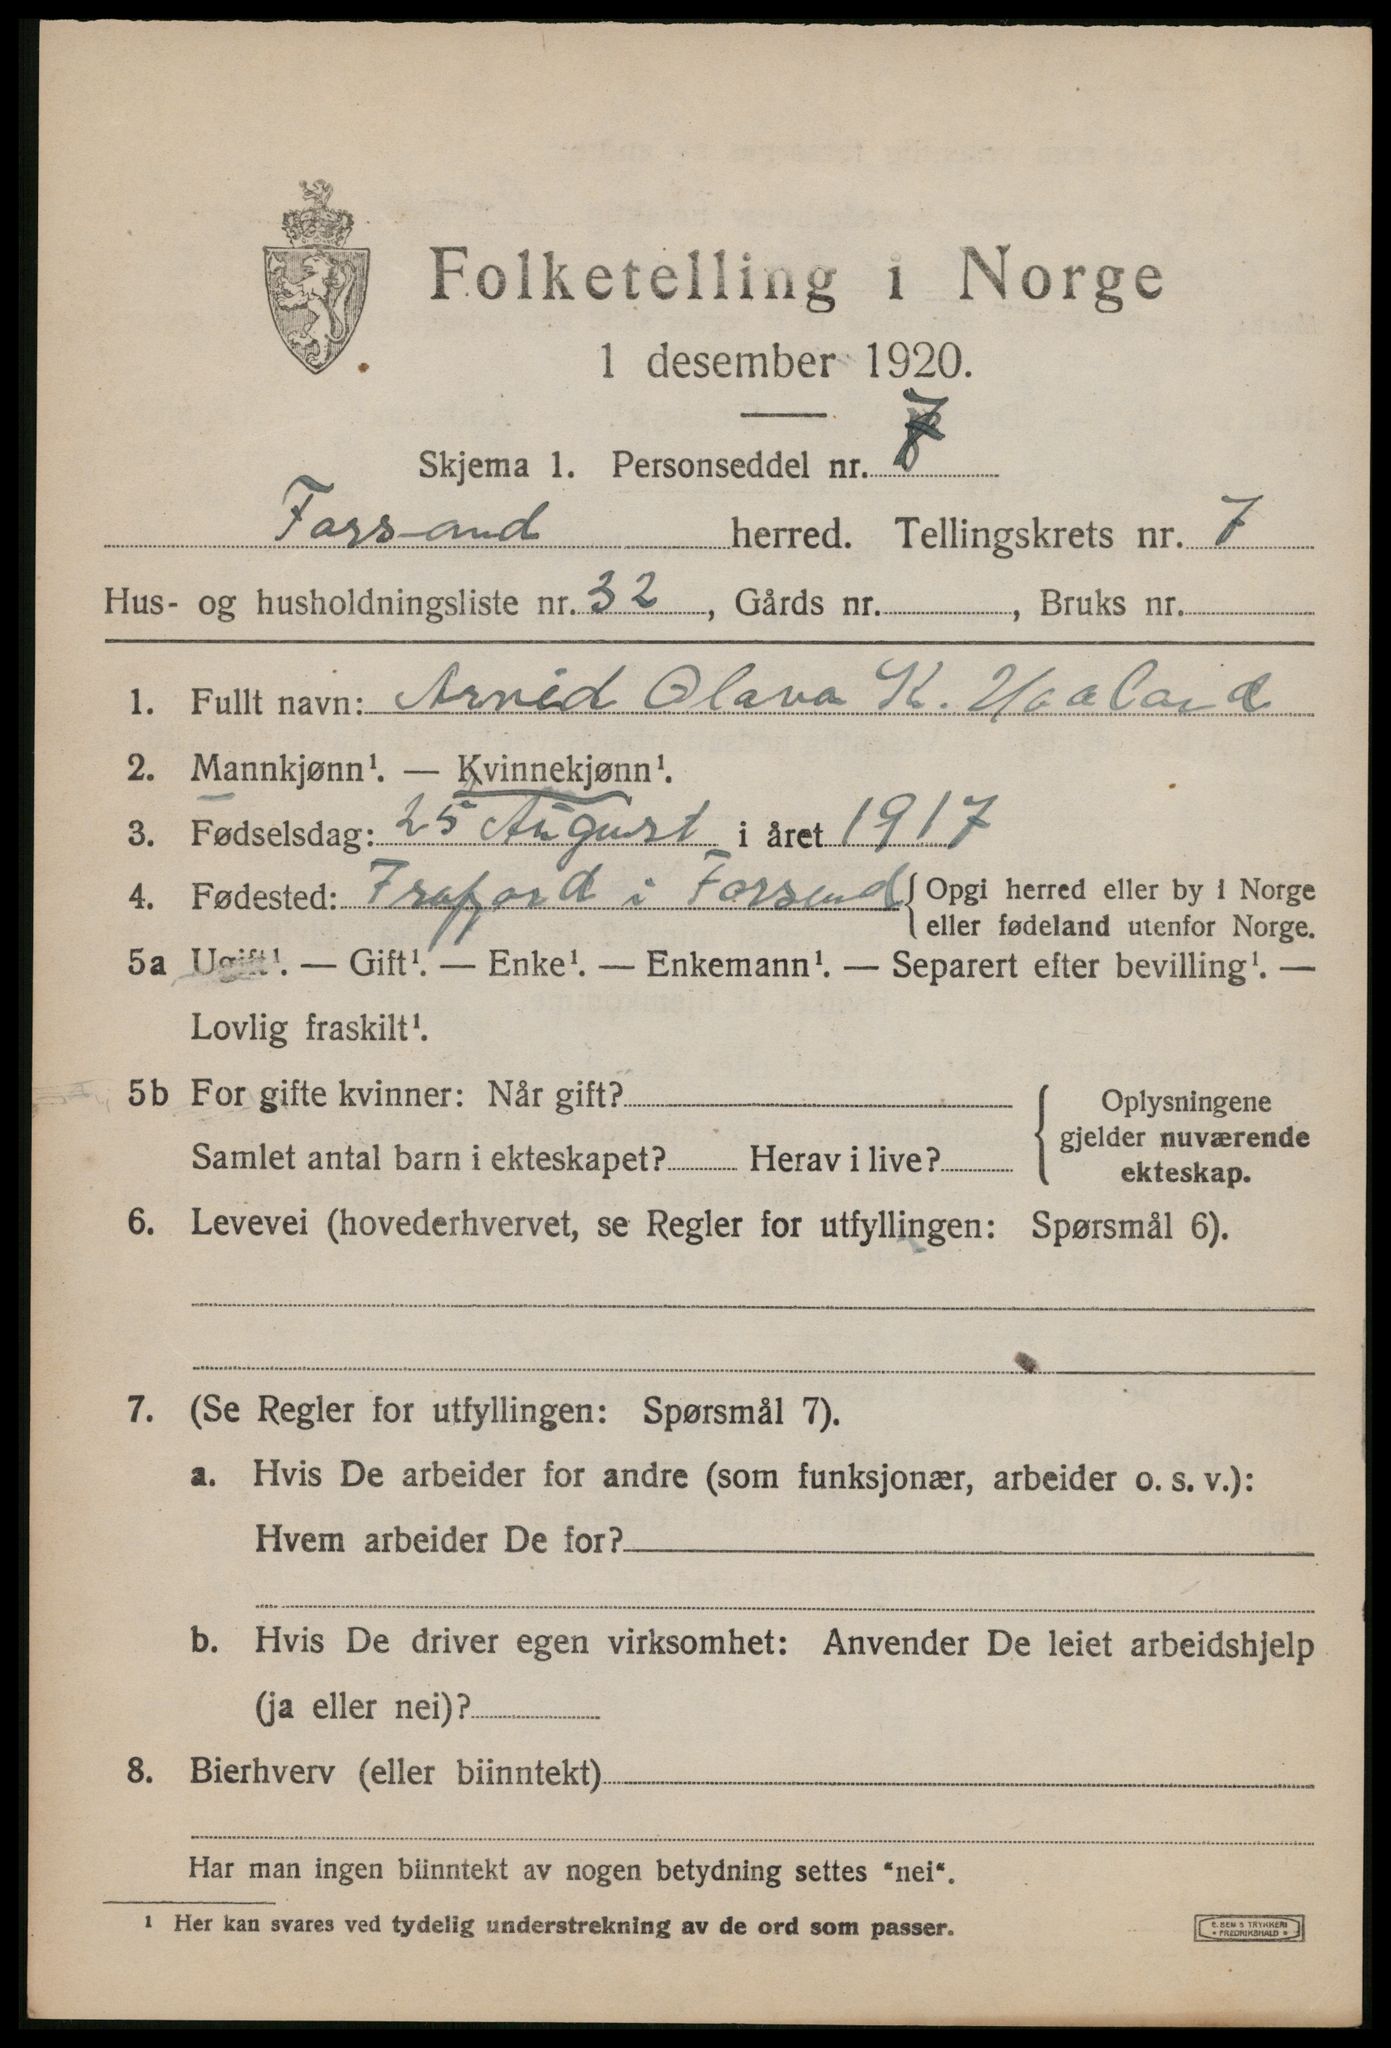 Folketelling i Norge
1 desember 1920.
Skjema 1. Personseddel nr. 7
Forsand herred. Tellingskrets nr. 7
Hus- og husholdningsliste nr. 32, Gårds nr. , Bruks nr.
1. Fullt navn: Arvid Olava K. Haaland
2. Mannkjønn¹. — Kvinnekjønn¹.
3. Fødselsdag: 25 August i året 1917
4. Fødested: Frafjord i Forsand { Opgi herred eller by i Norge
eller fødeland utenfor Norge.
5a Ugift¹. — Gift¹. — Enke¹. — Enkemann¹. — Separert efter bevilling¹. —
Lovlig fraskilt¹.
5b For gifte kvinner: Når gift? { Oplysningene
gjelder nuværende
Samlet antal barn i ekteskapet? Herav i live? ekteskap.
6. Levevei (hovederhvervet, se Regler for utfyllingen: Spørsmål 6).
7. (Se Regler for utfyllingen: Spørsmål 7).
a. Hvis De arbeider for andre (som funksjonær, arbeider o. s. v.):
Hvem arbeider De for?
b. Hvis De driver egen virksomhet: Anvender De leiet arbeidshjelp
(ja eller nei)?
8. Bierhverv (eller biinntekt)
Har man ingen biinntekt av nogen betydning settes "nei".
¹ Her kan svares ved tydelig understrekning av de ord som passer.
E. SEM'S TRYKKERI
* FREDRIKSHALD *